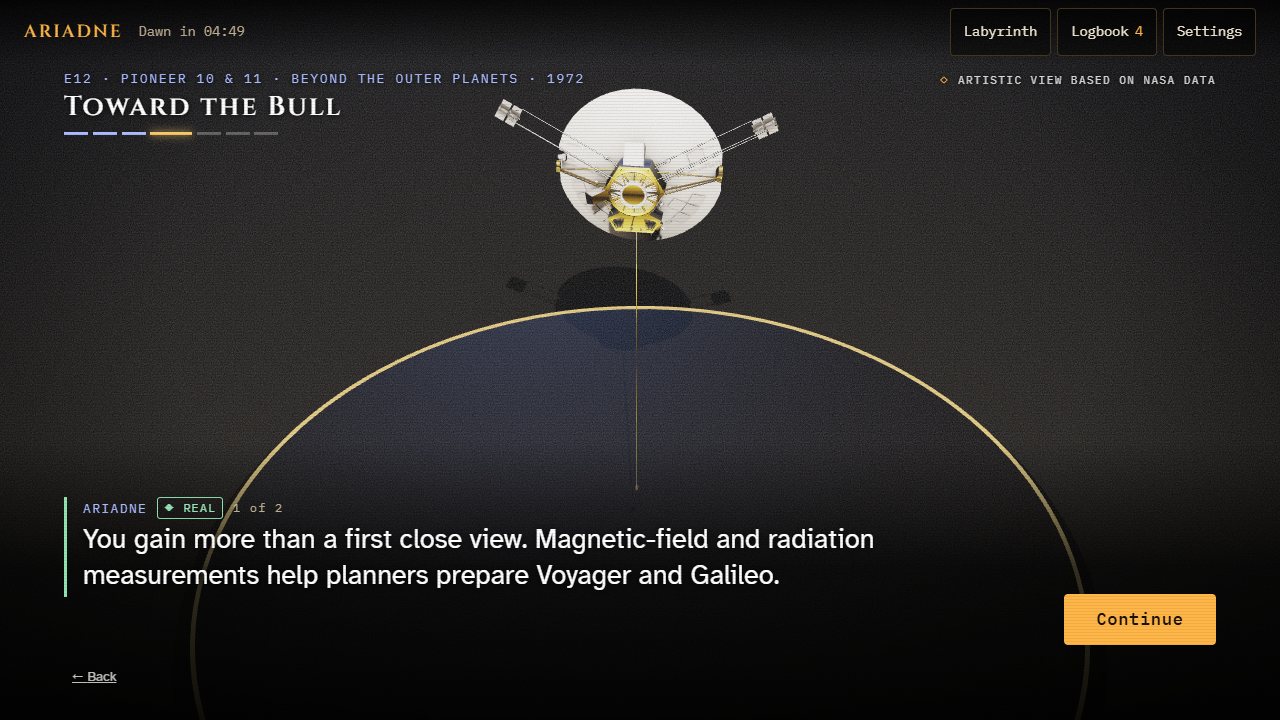 ARIADNE Dawn in 04:49 Labyrinth Logbook 4 Settings
E12 · PIONEER 10 & 11 · BEYOND THE OUTER PLANETS · 1972
◇ ARTISTIC VIEW BASED ON NASA DATA
Toward the Bull
ARIADNE ◆ REAL 1 of 2
You gain more than a first close view. Magnetic-field and radiation
measurements help planners prepare Voyager and Galileo.
Continue
← Back